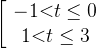 [ −1<t ≤ 0
1<t ≤ 3